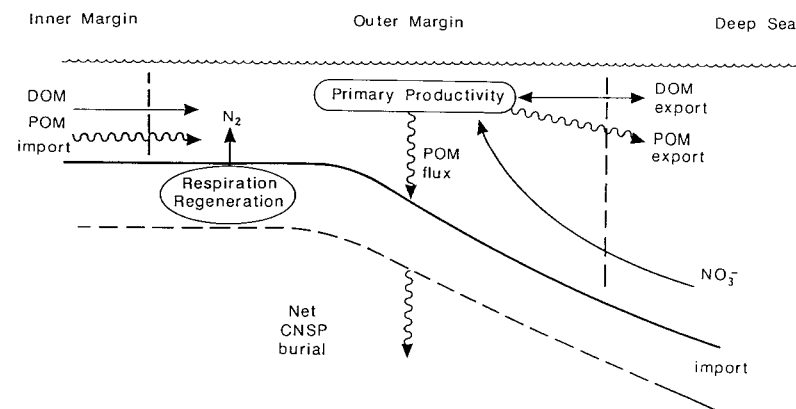 Inner Margin
Outer Margin
Deep Sea
DOM
POM
import
N2
Primary Productivity
DOM
export
POM
export
POM
flux
Respiration
Regeneration
NO3−
Net
CNSP
burial
import